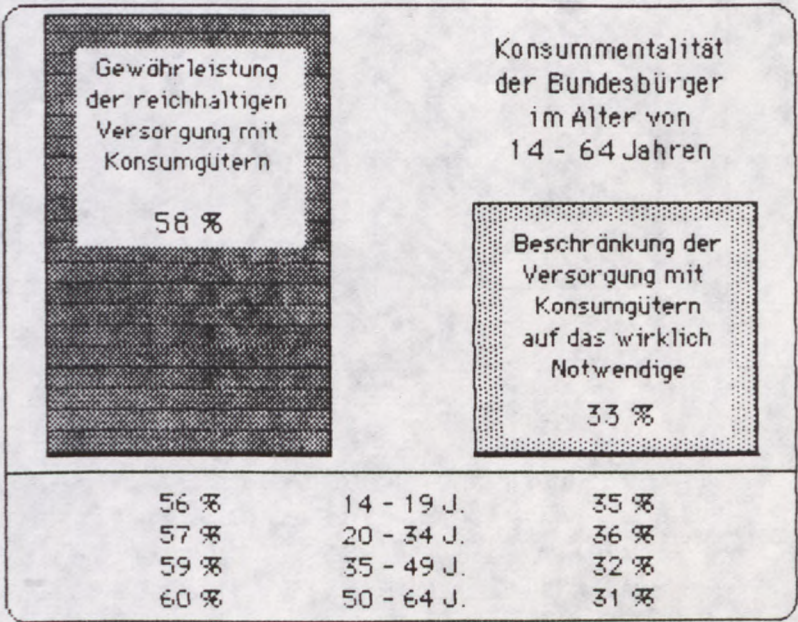 Gewährleistung
der reichhaltigen
Versorgung mit
Konsumgütern
58 %
Konsummentalität
der Bundesbürger
im Alter von
14 - 64 Jahren
Beschränkung der
Versorgung mit
Konsumgütern
auf das wirklich
Notwendige
33 %
56 % 14 - 19 J. 35 %
57 % 20 - 34 J. 36 %
59 % 35 - 49 J. 32 %
60 % 50 - 64 J. 31 %